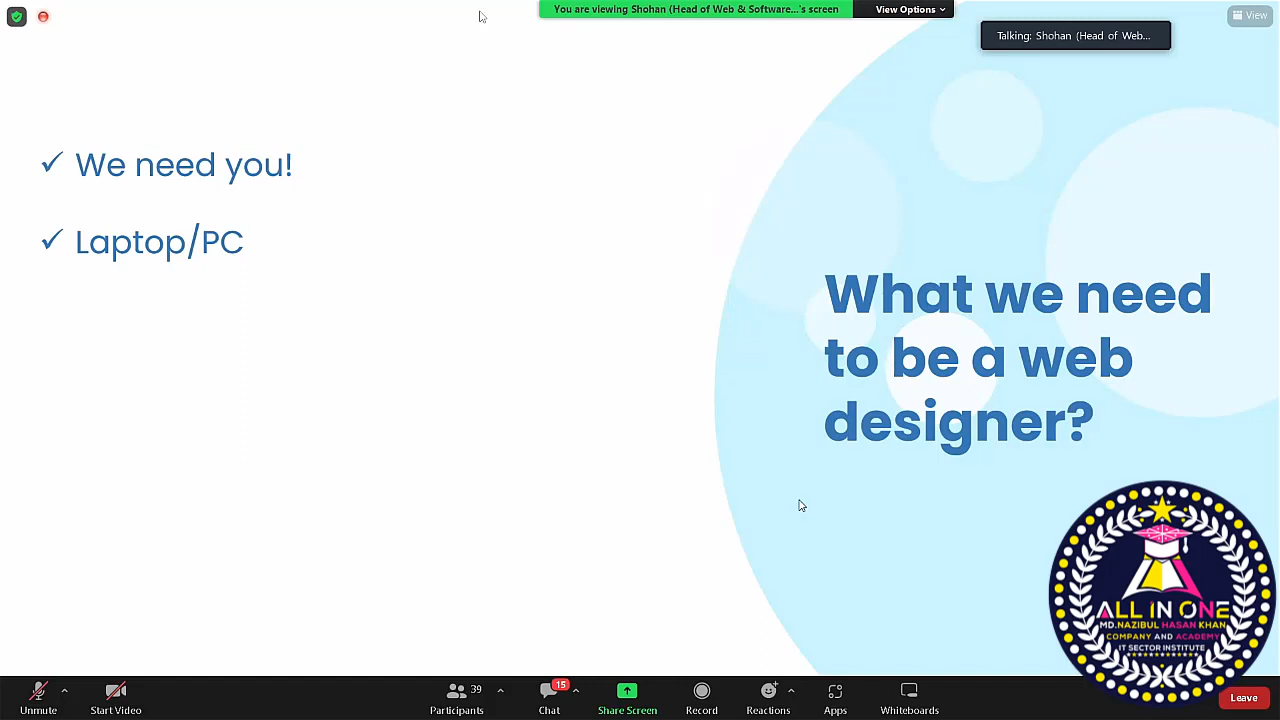 You are viewing Shohan (Head of Web & Software...'s screen
View Options
View
Talking: Shohan (Head of Web...
✓ We need you!
✓ Laptop/PC
What we need
to be a web
designer?
ALL IN ONE
MD.NAZIBUL HASAN KHAN
COMPANY AND ACADEMY
IT SECTOR INSTITUTE
Unmute
Start Video
39
Participants
15
Chat
Share Screen
Record
Reactions
Apps
Whiteboards
Leave